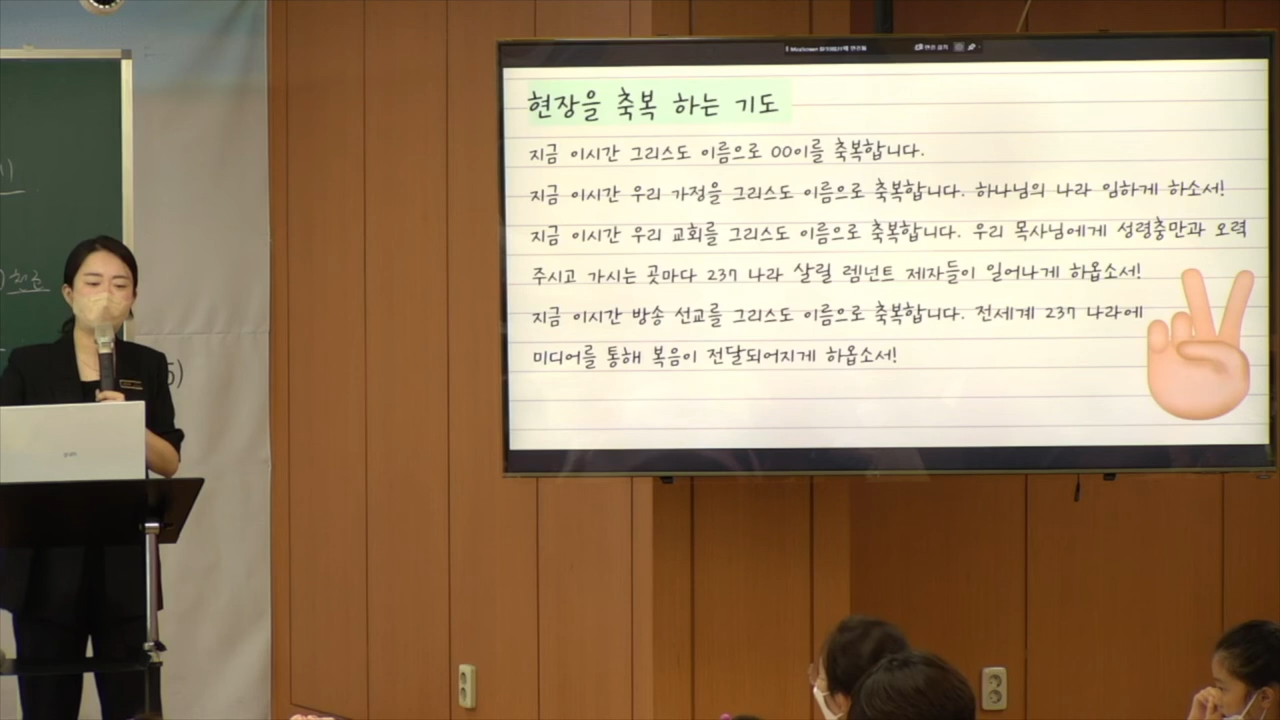 현장을 축복 하는 기도
지금 이시간 그리스도 이름으로 OO이를 축복합니다.
지금 이시간 우리 가정을 그리스도 이름으로 축복합니다. 하나님의 나라 임하게 하소서!
지금 이시간 우리 교회를 그리스도 이름으로 축복합니다. 우리 목사님에게 성령충만과 오력
주시고 가시는 곳마다 237 나라 살릴 렘넌트 제자들이 일어나게 하옵소서!
지금 이시간 방송 선교를 그리스도 이름으로 축복합니다. 전세계 237 나라에
미디어를 통해 복음이 전달되어지게 하옵소서!